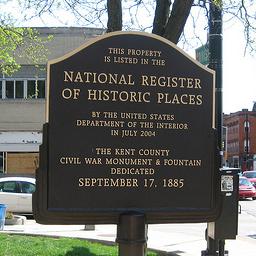 THIS PROPERTY
IS LISTED IN THE
NATIONAL REGISTER
OF HISTORIC PLACES
BY THE UNITED STATES
DEPARTMENT OF THE INTERIOR
IN JULY 2004
THE KENT COUNTY
CIVIL WAR MONUMENT & FOUNTAIN
DEDICATED
SEPTEMBER 17, 1885